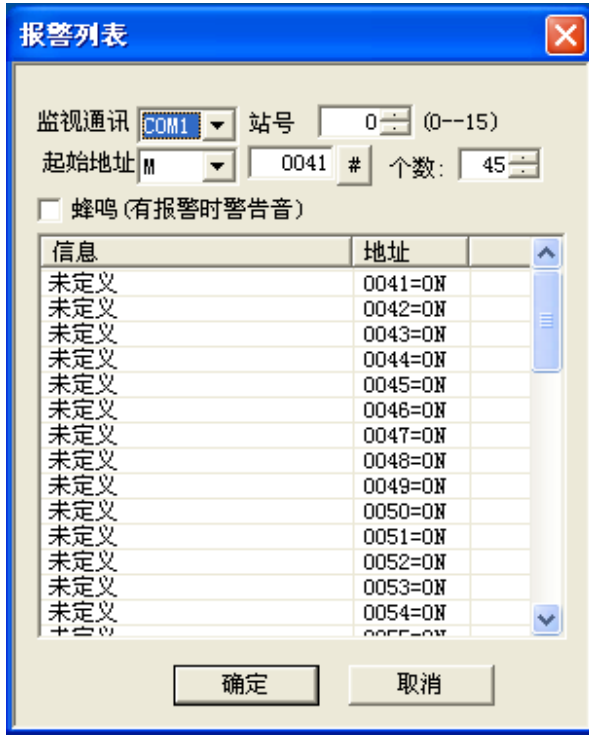 报警列表
监视通讯 COM1 站号 0 (0--15)
起始地址 M 0041 # 个数: 45
蜂鸣(有报警时警告音)
信息 地址
未定义 0041=ON
未定义 0042=ON
未定义 0043=ON
未定义 0044=ON
未定义 0045=ON
未定义 0046=ON
未定义 0047=ON
未定义 0048=ON
未定义 0049=ON
未定义 0050=ON
未定义 0051=ON
未定义 0052=ON
未定义 0053=ON
未定义 0054=ON
确定 取消